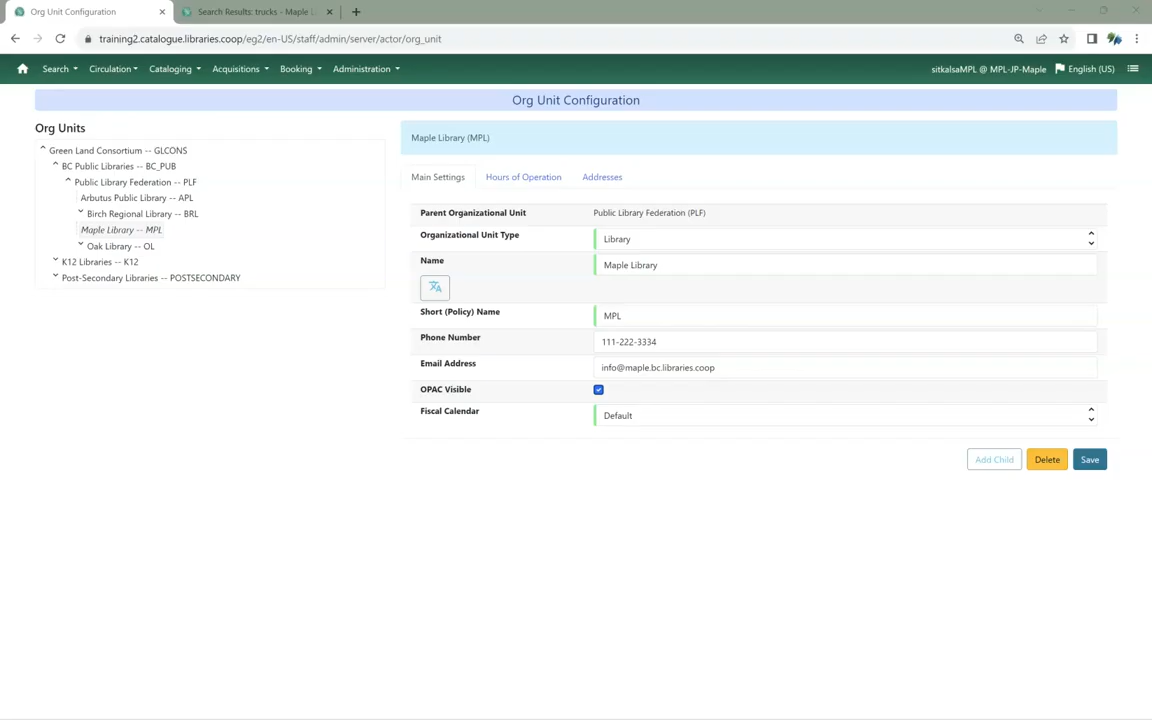 Org Unit Configuration
Search Results: trucks - Maple L
training2.catalogue.libraries.coop/eg2/en-US/staff/admin/server/actor/org_unit
Search Circulation Cataloging Acquisitions Booking Administration sitkalsaMPL @ MPL-JP-Maple English (US)
Org Unit Configuration
Org Units
Green Land Consortium -- GLCONS
BC Public Libraries -- BC_PUB
Public Library Federation -- PLF
Arbutus Public Library -- APL
Birch Regional Library -- BRL
Maple Library -- MPL
Oak Library -- OL
K12 Libraries -- K12
Post-Secondary Libraries -- POSTSECONDARY
Maple Library (MPL)
Main Settings Hours of Operation Addresses
Parent Organizational Unit Public Library Federation (PLF)
Organizational Unit Type Library
Name Maple Library
Short (Policy) Name MPL
Phone Number 111-222-3334
Email Address info@maple.bc.libraries.coop
OPAC Visible
Fiscal Calendar Default
Add Child Delete Save